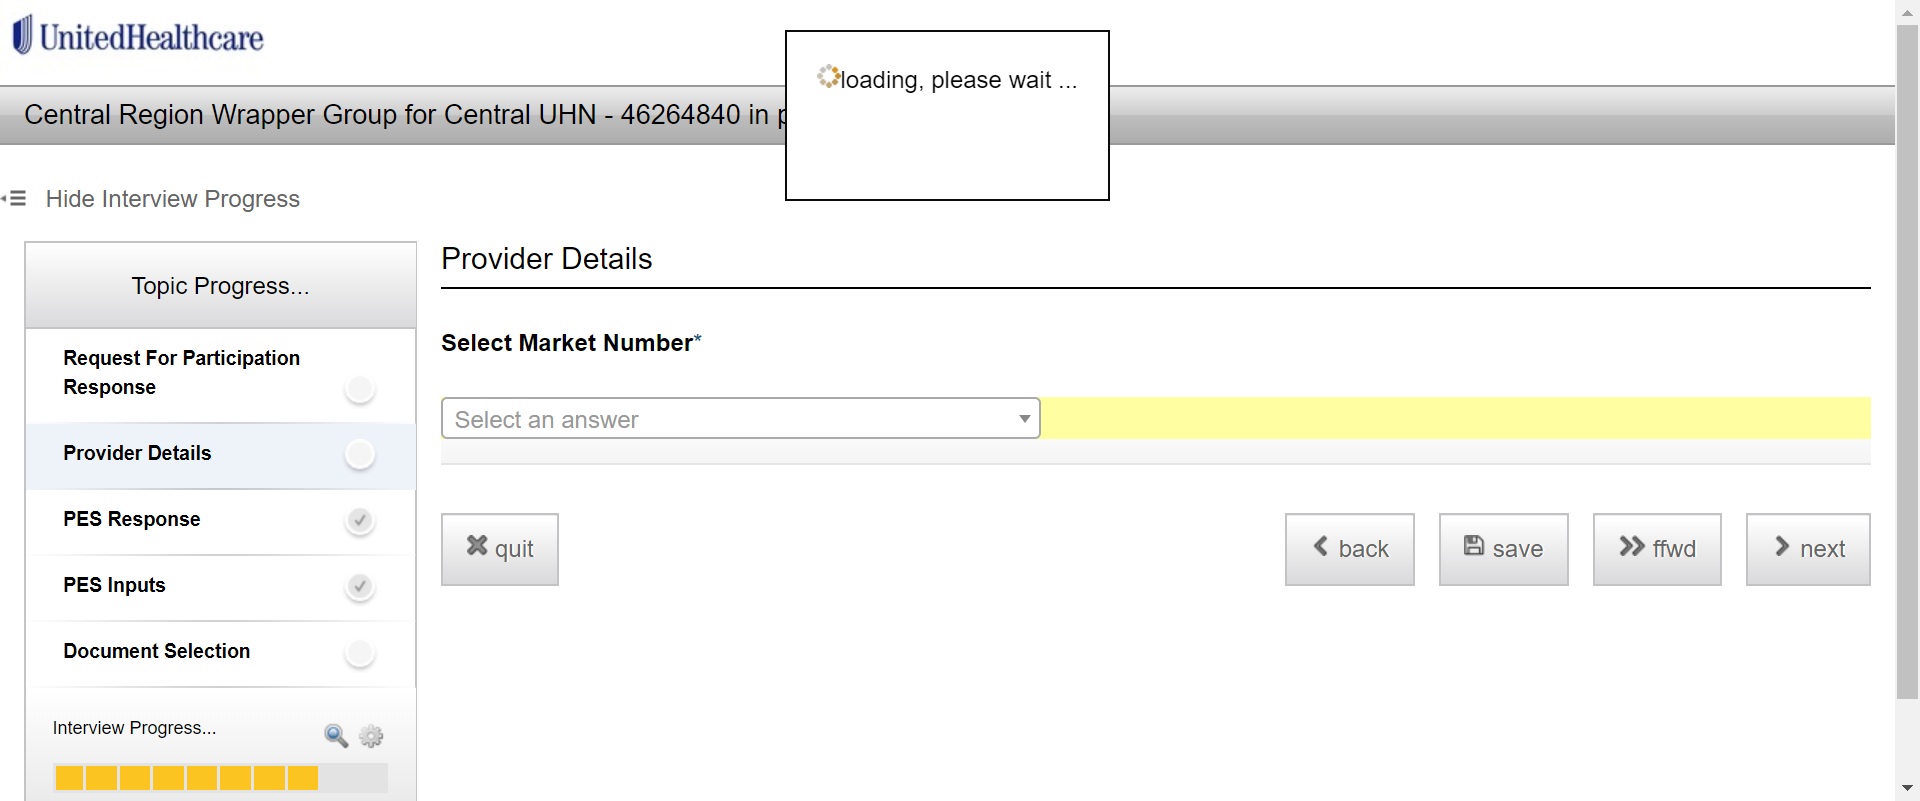 UnitedHealthcare
loading, please wait ...
Central Region Wrapper Group for Central UHN - 46264840 in
Hide Interview Progress
Topic Progress...
Request For Participation
Response
Provider Details
PES Response
PES Inputs
Document Selection
Interview Progress...
Provider Details
Select Market Number*
Select an answer
quit
back
save
ffwd
next